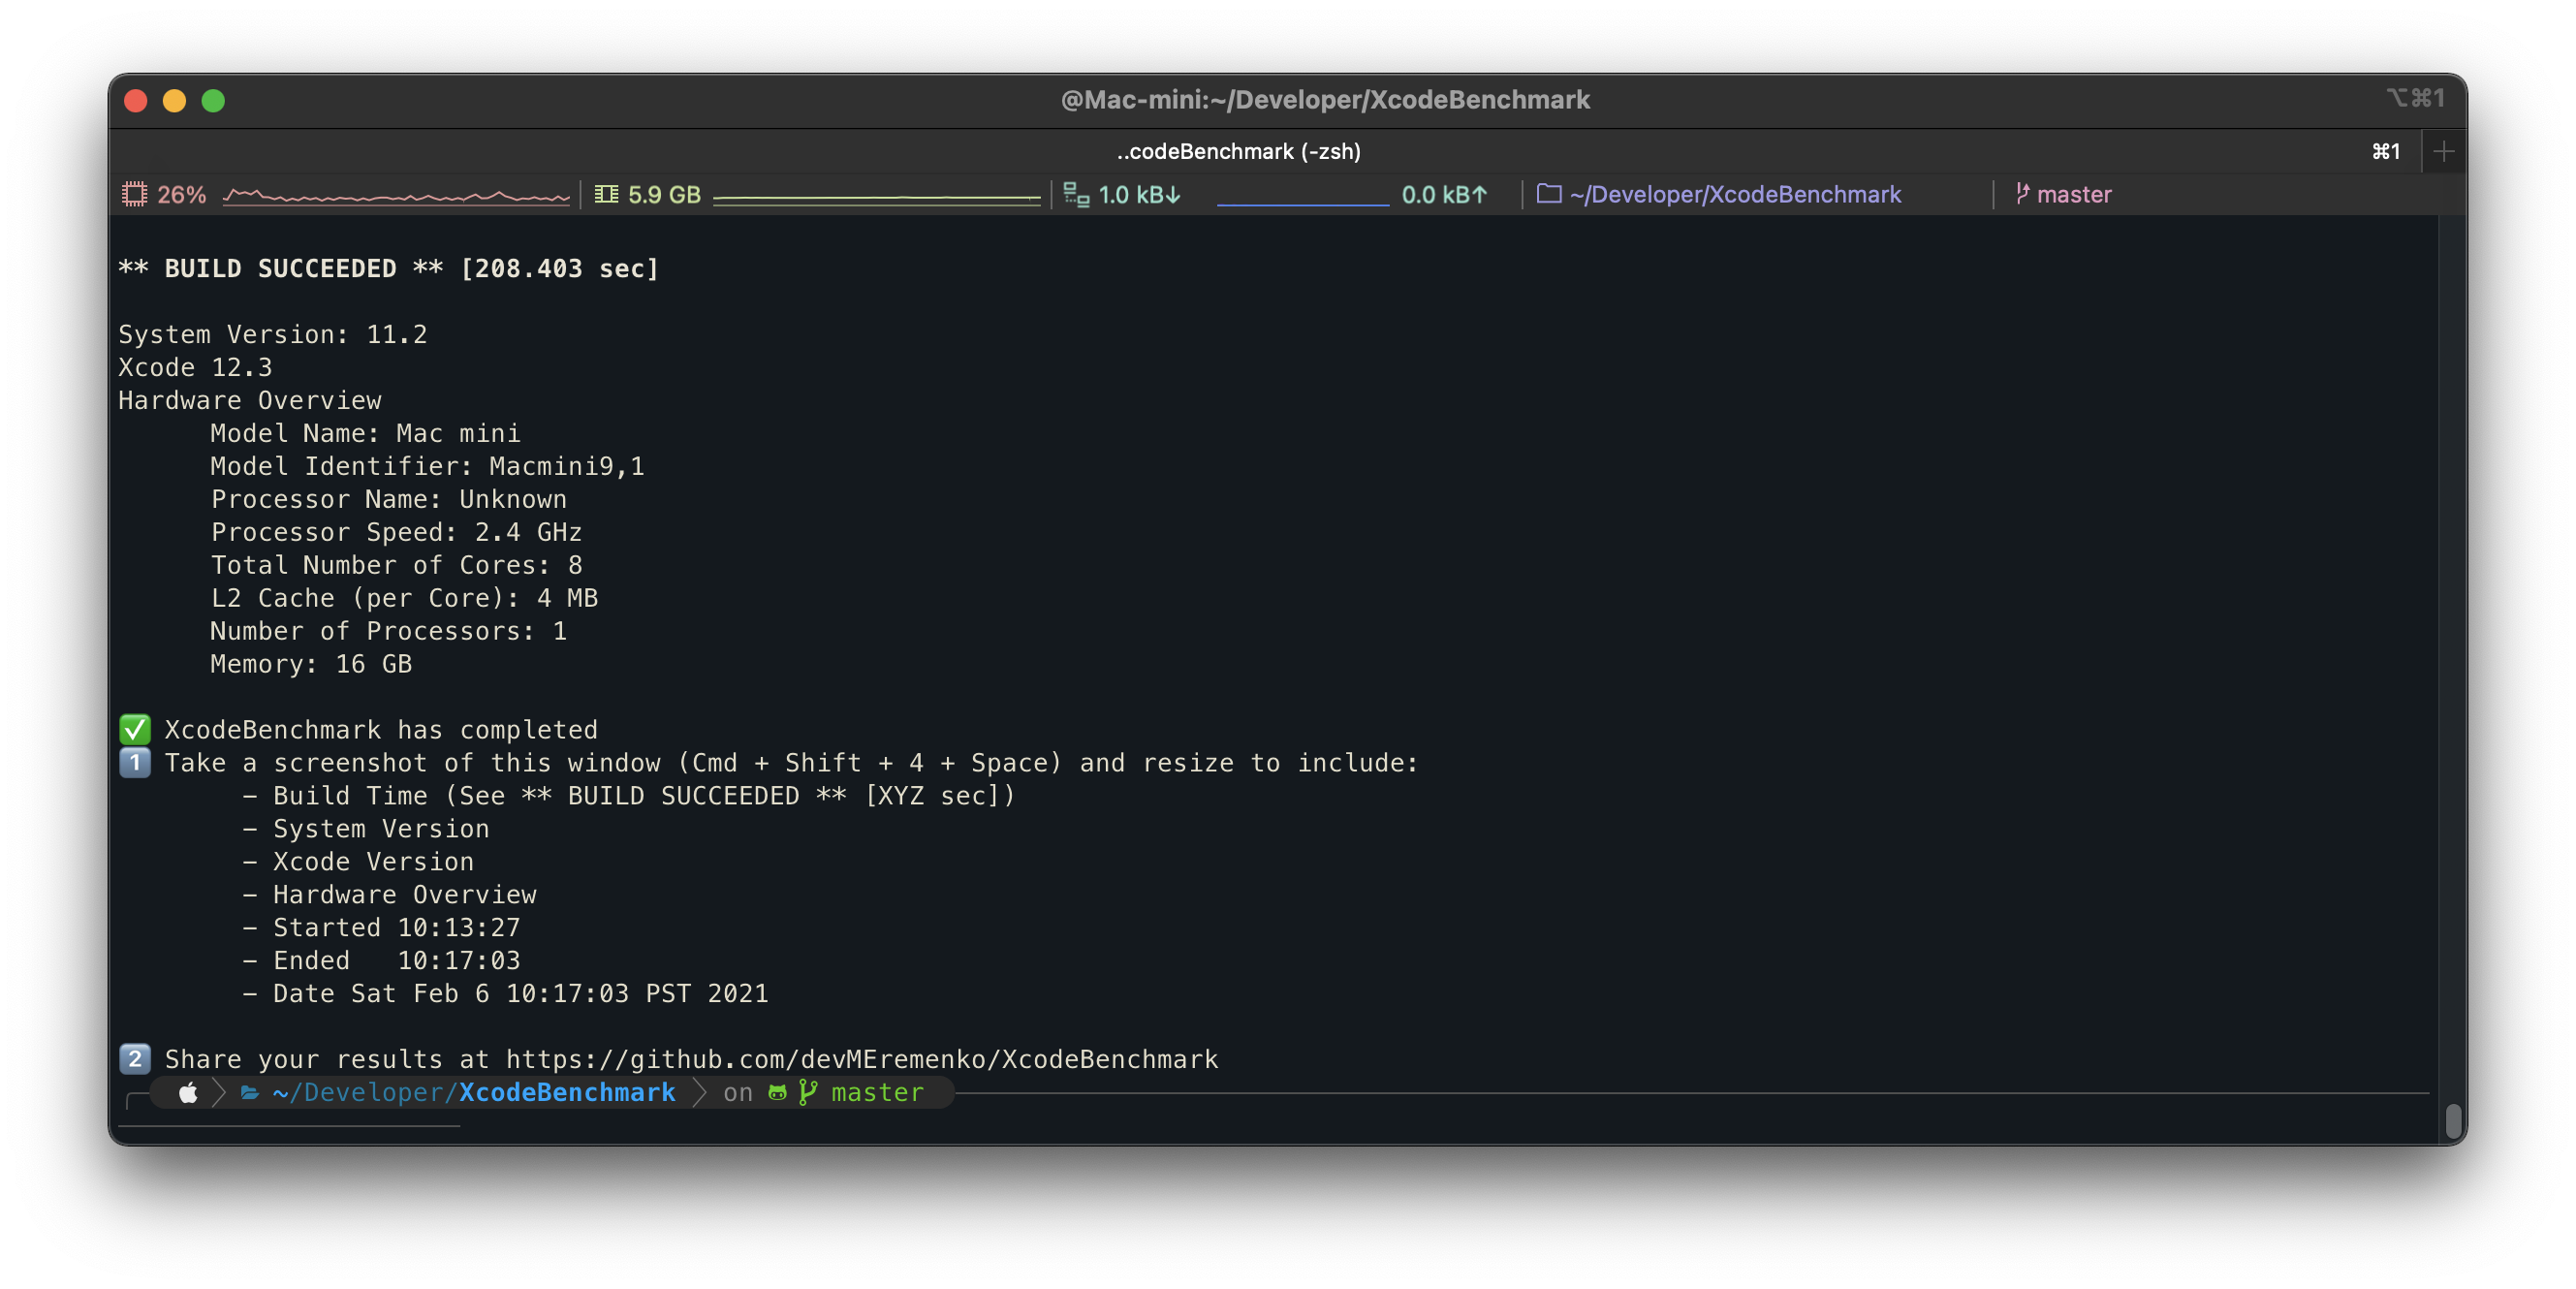 @Mac-mini:~/Developer/XcodeBenchmark ⌥⌘1
..codeBenchmark (-zsh) ⌘1
26% 5.9 GB 1.0 kB↓ 0.0 kB↑ ~/Developer/XcodeBenchmark master
** BUILD SUCCEEDED ** [208.403 sec]
System Version: 11.2
Xcode 12.3
Hardware Overview
Model Name: Mac mini
Model Identifier: Macmini9,1
Processor Name: Unknown
Processor Speed: 2.4 GHz
Total Number of Cores: 8
L2 Cache (per Core): 4 MB
Number of Processors: 1
Memory: 16 GB
✅ XcodeBenchmark has completed
1️⃣ Take a screenshot of this window (Cmd + Shift + 4 + Space) and resize to include:
- Build Time (See ** BUILD SUCCEEDED ** [XYZ sec])
- System Version
- Xcode Version
- Hardware Overview
- Started 10:13:27
- Ended 10:17:03
- Date Sat Feb 6 10:17:03 PST 2021
2️⃣ Share your results at https://github.com/devMEremenko/XcodeBenchmark
~/Developer/XcodeBenchmark on master